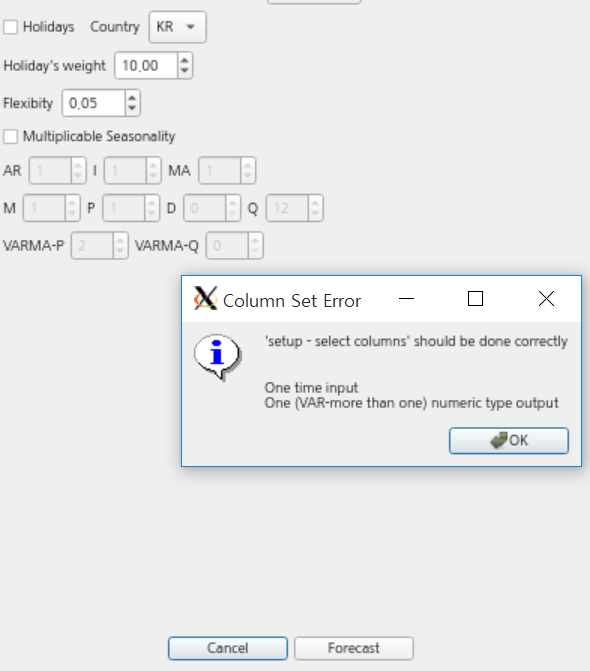 Holidays Country KR
Holiday's weight 10,00
Flexibity 0,05
Multiplicable Seasonality
AR 1 I 1 MA 1
M 1 P 1 D 0 Q 12
VARMA-P 2 VARMA-Q 0
Column Set Error
'setup - select columns' should be done correctly
One time input
One (VAR-more than one) numeric type output
OK
Cancel Forecast